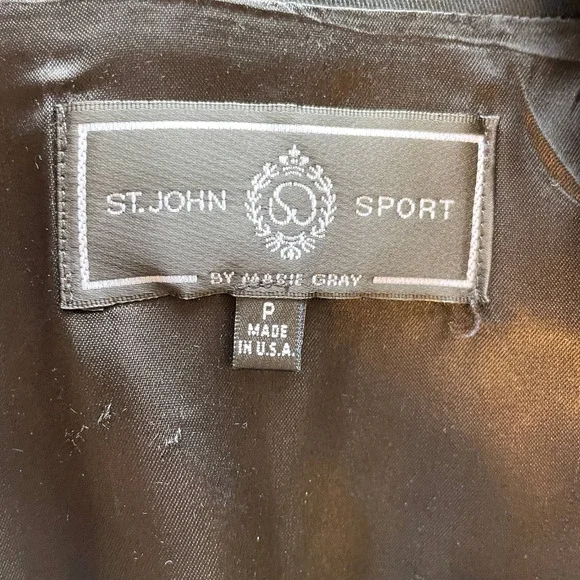 ST.JOHN SPORT
BY MARIE GRAY
P
MADE
IN U.S.A.